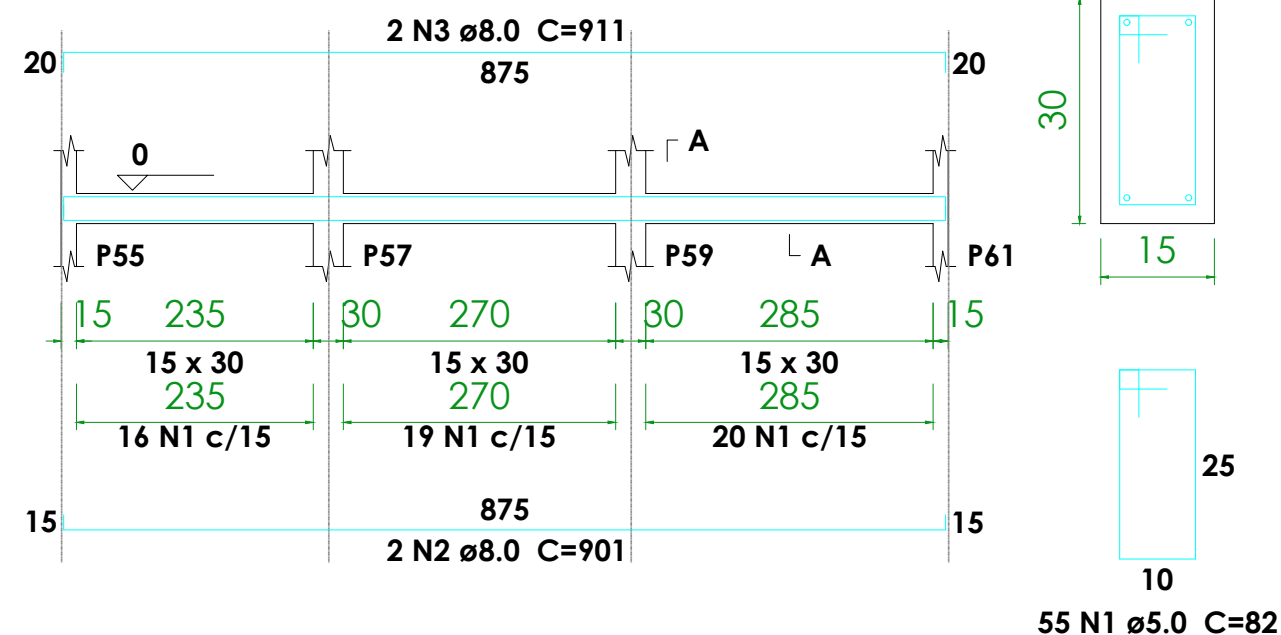 2 N3 ø8.0 C=911
20 875 20
30
0 A
P55 P57 P59 A P61
15
15 235 30 270 30 285 15
15 x 30 15 x 30 15 x 30
235 270 285
16 N1 c/15 19 N1 c/15 20 N1 c/15
25
15 875 15
2 N2 ø8.0 C=901
10
55 N1 ø5.0 C=82